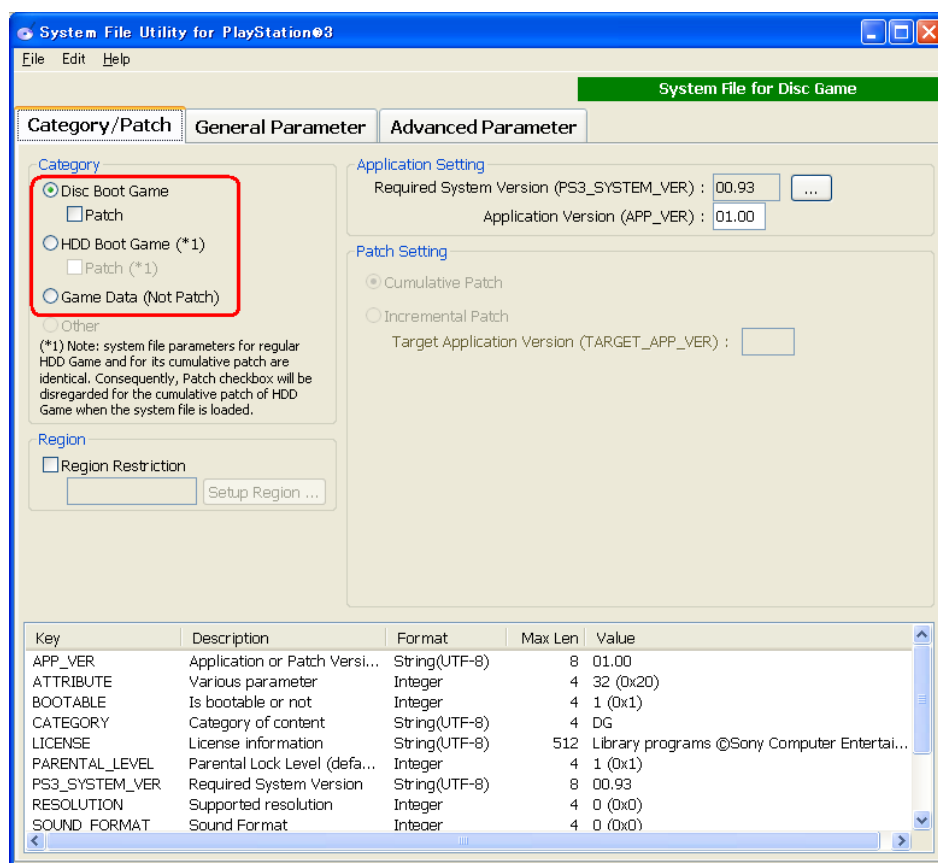 System File Utility for PlayStation®3
File Edit Help
System File for Disc Game
Category/Patch General Parameter Advanced Parameter
Category
Disc Boot Game
Patch
HDD Boot Game (*1)
Patch (*1)
Game Data (Not Patch)
Other
(*1) Note: system file parameters for regular
HDD Game and for its cumulative patch are
identical. Consequently, Patch checkbox will be
disregarded for the cumulative patch of HDD
Game when the system file is loaded.
Region
Region Restriction
Setup Region ...
Application Setting
Required System Version (PS3_SYSTEM_VER) : 00.93 ...
Application Version (APP_VER) : 01.00
Patch Setting
Cumulative Patch
Incremental Patch
Target Application Version (TARGET_APP_VER) :
Key Description Format Max Len Value
APP_VER Application or Patch Versi... String(UTF-8) 8 01.00
ATTRIBUTE Various parameter Integer 4 32 (0x20)
BOOTABLE Is bootable or not Integer 4 1 (0x1)
CATEGORY Category of content String(UTF-8) 4 DG
LICENSE License information String(UTF-8) 512 Library programs ©Sony Computer Entertai...
PARENTAL_LEVEL Parental Lock Level (defa... Integer 4 1 (0x1)
PS3_SYSTEM_VER Required System Version String(UTF-8) 8 00.93
RESOLUTION Supported resolution Integer 4 0 (0x0)
SOUND_FORMAT Sound Format Integer 4 0 (0x0)